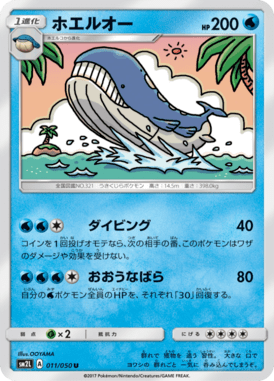 1進化 ホエルオー HP200
ホエルコから進化
全国図鑑NO.321 うきくじらポケモン 高さ:14.5m 重さ:398.0kg
ダイビング 40
コインを1回投げオモテなら、次の相手の番、このポケモンはワザのダメージや効果を受けない。
おおうなばら 80
自分のポケモン全員のHPを、それぞれ「30」回復する。
弱点 ×2 抵抗力 にげる
Illus.OOYAMA
SM2L A 011/050 U
©2017 Pokémon/Nintendo/Creatures/GAME FREAK.